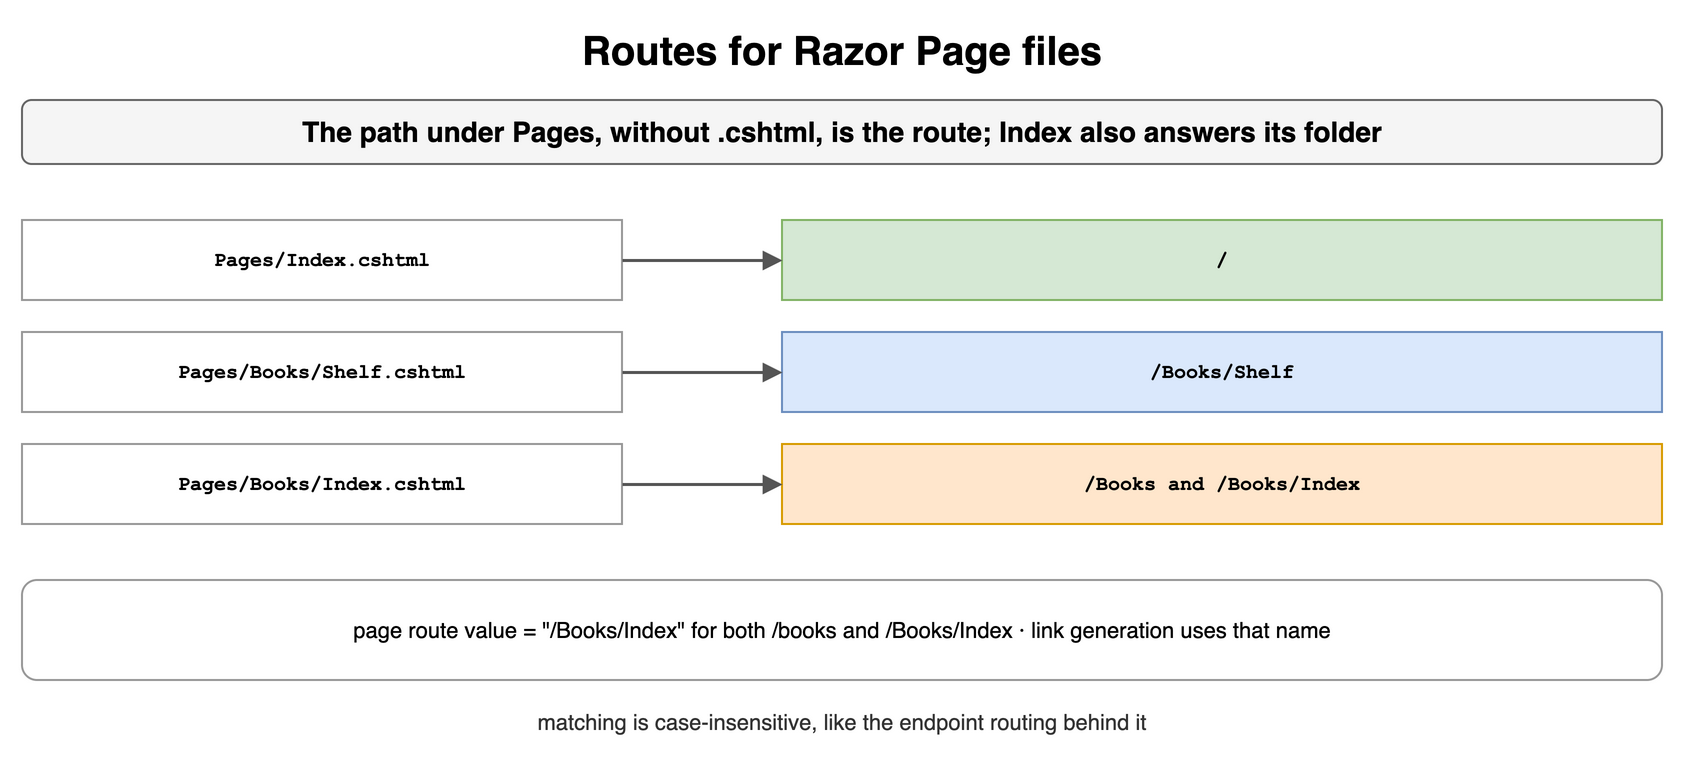 Routes for Razor Page files
The path under Pages, without .cshtml, is the route; Index also answers its folder
Pages/Index.cshtml
/
Pages/Books/Shelf.cshtml
/Books/Shelf
Pages/Books/Index.cshtml
/Books and /Books/Index
page route value = "/Books/Index" for both /books and /Books/Index · link generation uses that name
matching is case-insensitive, like the endpoint routing behind it